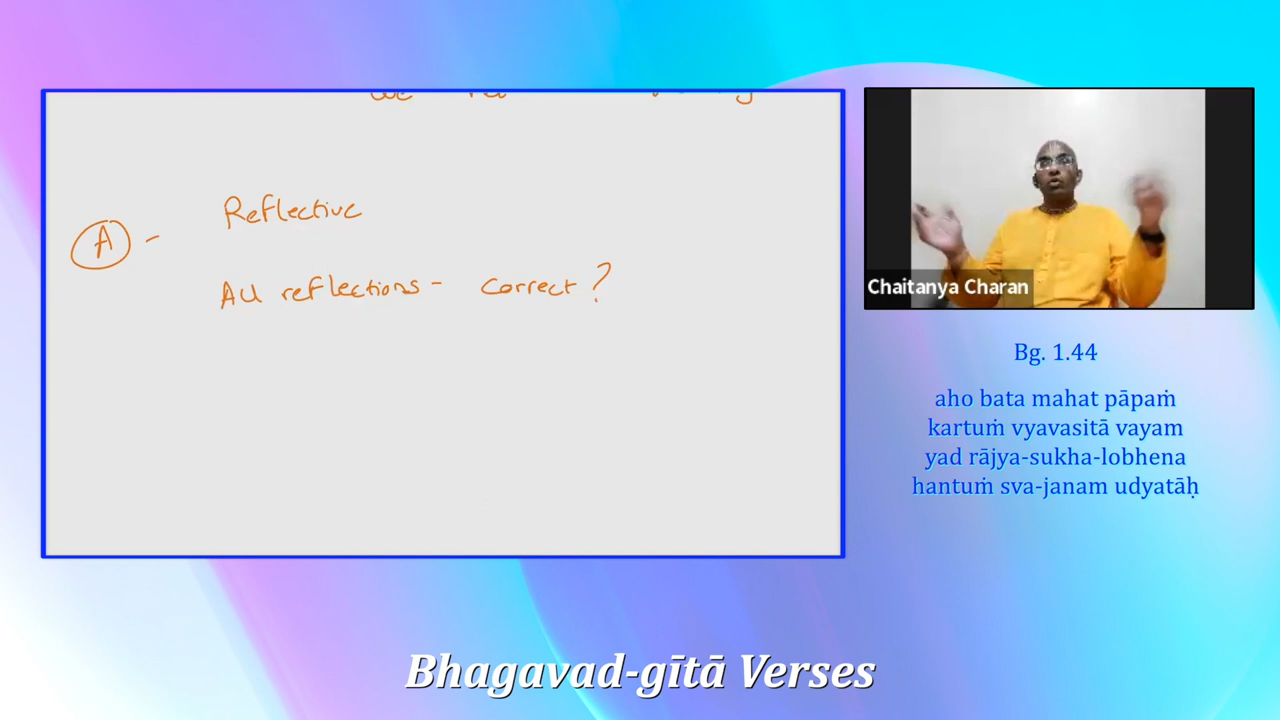 Reflective
A -
All reflections - correct ?
Chaitanya Charan
Bg. 1.44
aho bata mahat pāpaṁ
kartuṁ vyavasitā vayam
yad rājya-sukha-lobhena
hantuṁ sva-janam udyatāḥ
Bhagavad-gītā Verses